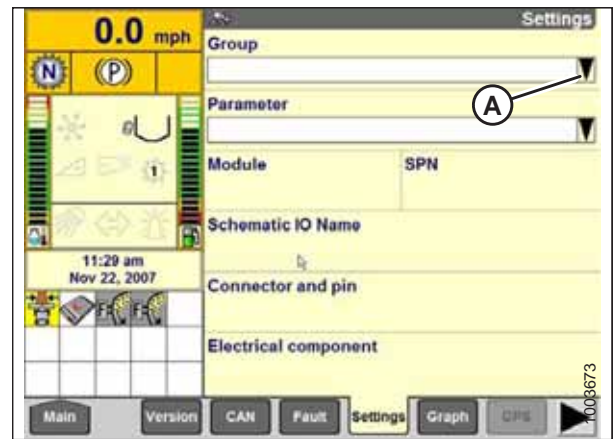 0.0 mph
Settings
Group
N
(P)
A
Parameter
1
Module
SPN
Schematic IO Name
11:29 am
Nov 22, 2007
Connector and pin
F
F
Electrical component
Main
Version
CAN
Fault
Settings
Graph
GPS
1003673